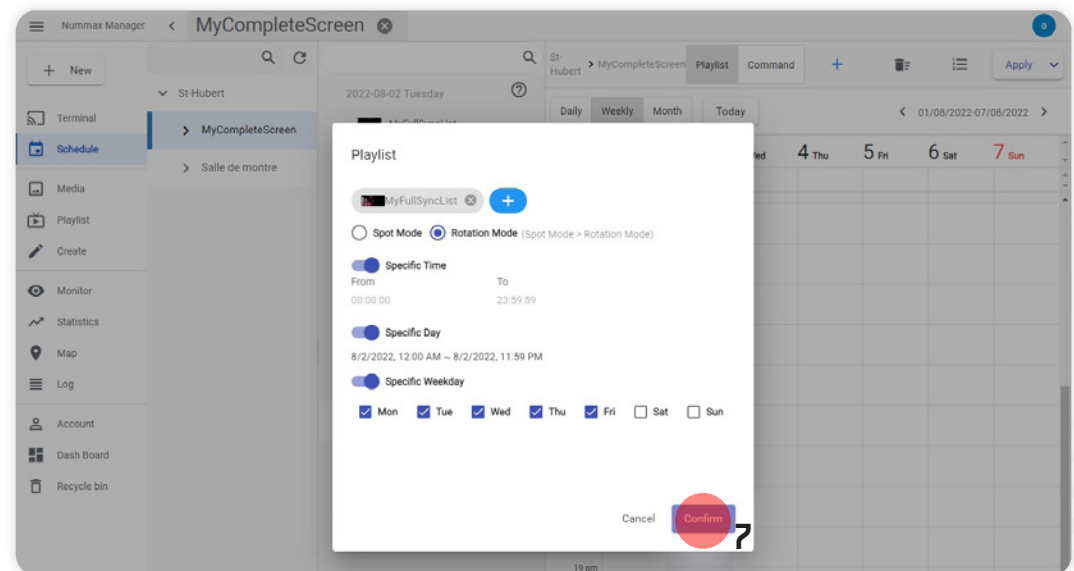 Nummax Manager
MyCompleteScreen
a
New
Terminal
Schedule
Media
Playlist
Create
Monitor
Statistics
Map
Log
Account
Dash Board
Recycle bin
St-Hubert
MyCompleteScreen
Salle de montre
2022-08-02 Tuesday
St-
Hubert > MyCompleteScreen
Playlist Command
Apply
Daily Weekly Month Today
01/08/2022-07/08/2022
4 Thu 5 Fri 6 Sat 7 Sun
Playlist
MyFullSyncList
Spot Mode Rotation Mode (Spot Mode > Rotation Mode)
Specific Time
From To
00:00:00 23:59:59
Specific Day
8/2/2022, 12:00 AM ~ 8/2/2022, 11:59 PM
Specific Weekday
Mon Tue Wed Thu Fri Sat Sun
Cancel Confirm
7
19 pm